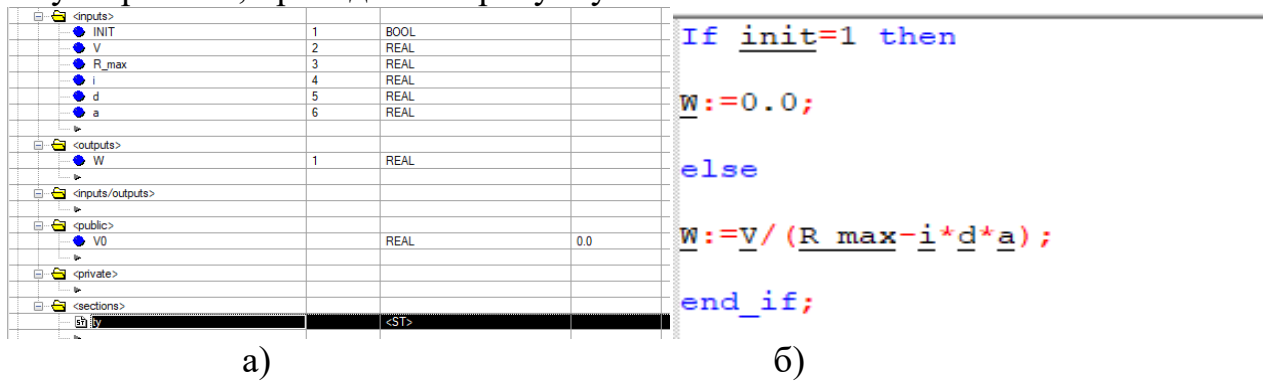 <inputs>
INIT 1 BOOL
V 2 REAL
R_max 3 REAL
i 4 REAL
d 5 REAL
a 6 REAL
<outputs>
W 1 REAL
<inputs/outputs>
<public>
V0 REAL 0.0
<private>
<sections>
ty <ST>
а)
If init=1 then
W:=0.0;
else
W:=V/(R_max-i*d*a);
end_if;
б)